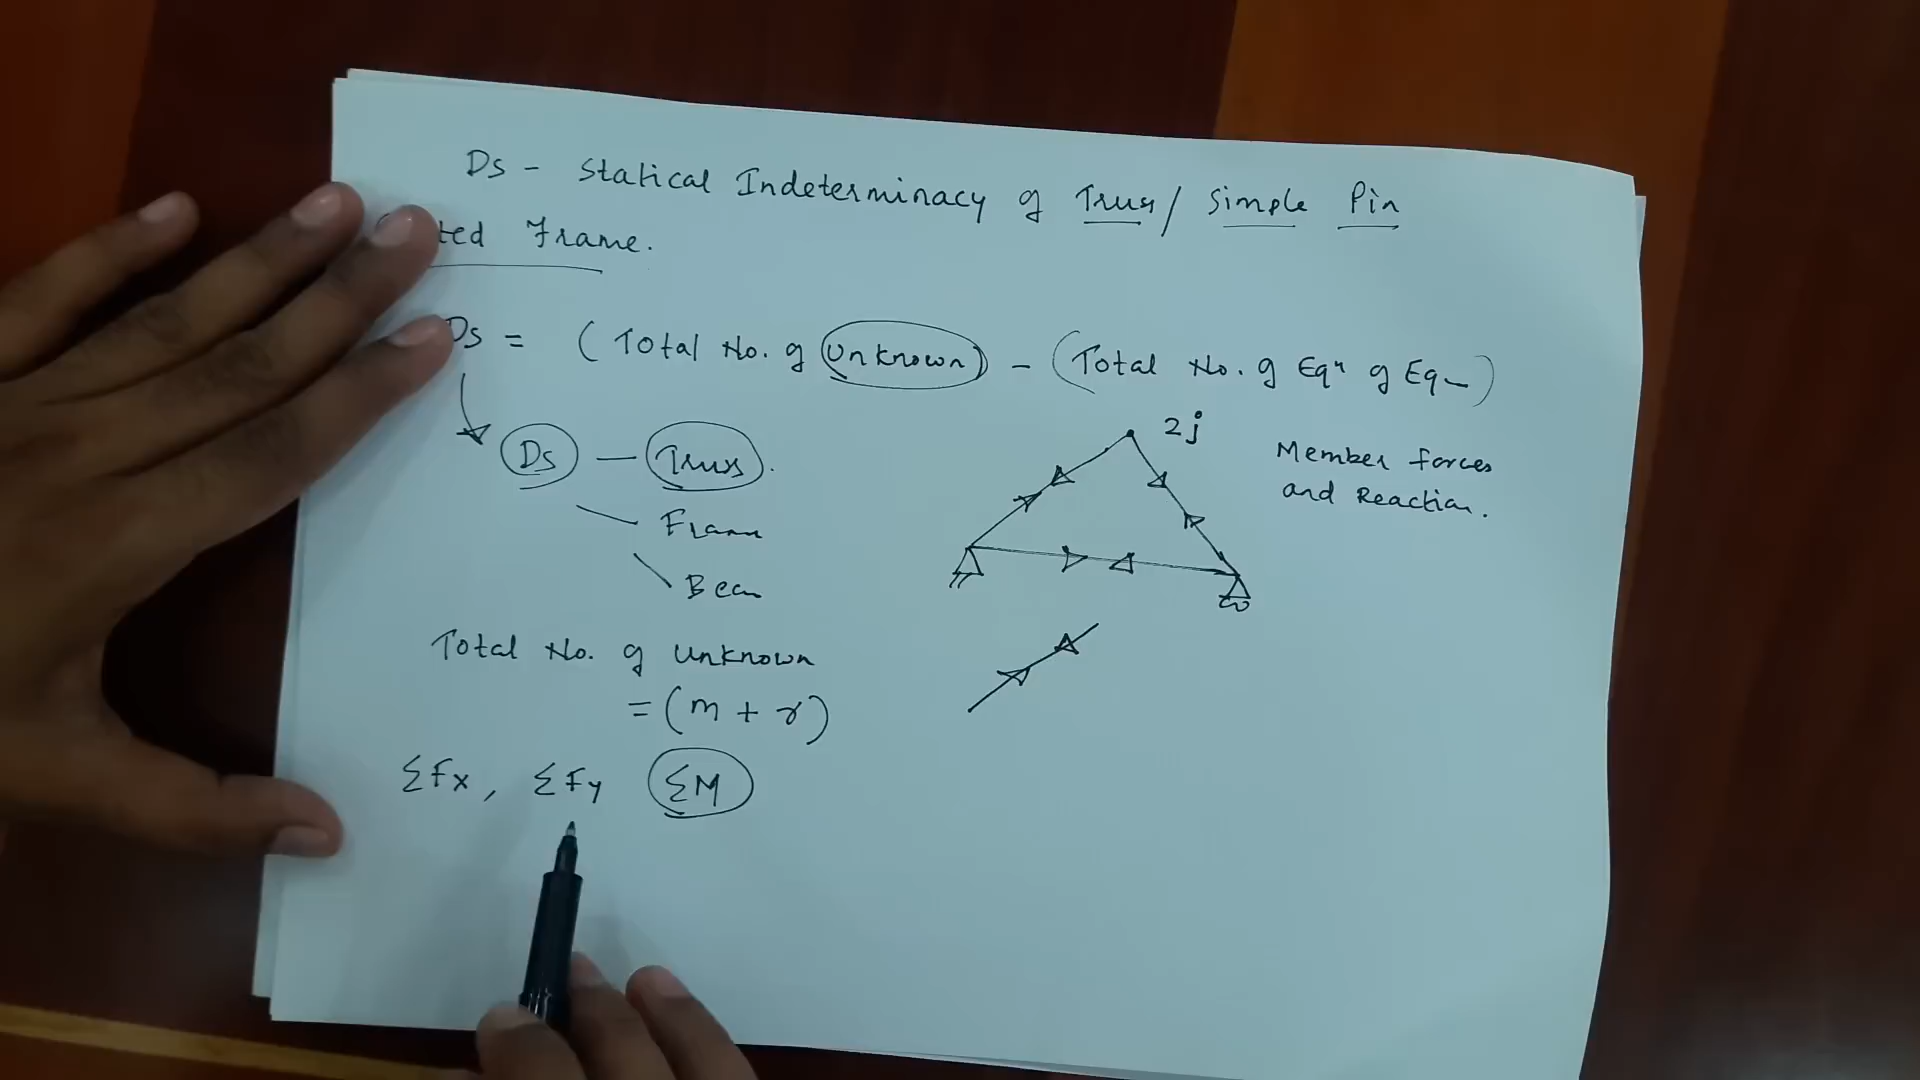 Ds - Statical Indeterminacy of Truss / Simple Pin
ted Frame.
Ds = (Total No. of Unknown) - (Total No. of Eqn of Eq)
Ds - Truss.
Frame
Beam
2j
Member forces
and Reaction.
Total No. of Unknown
= (m + r)
ΣFx, ΣFy ΣM